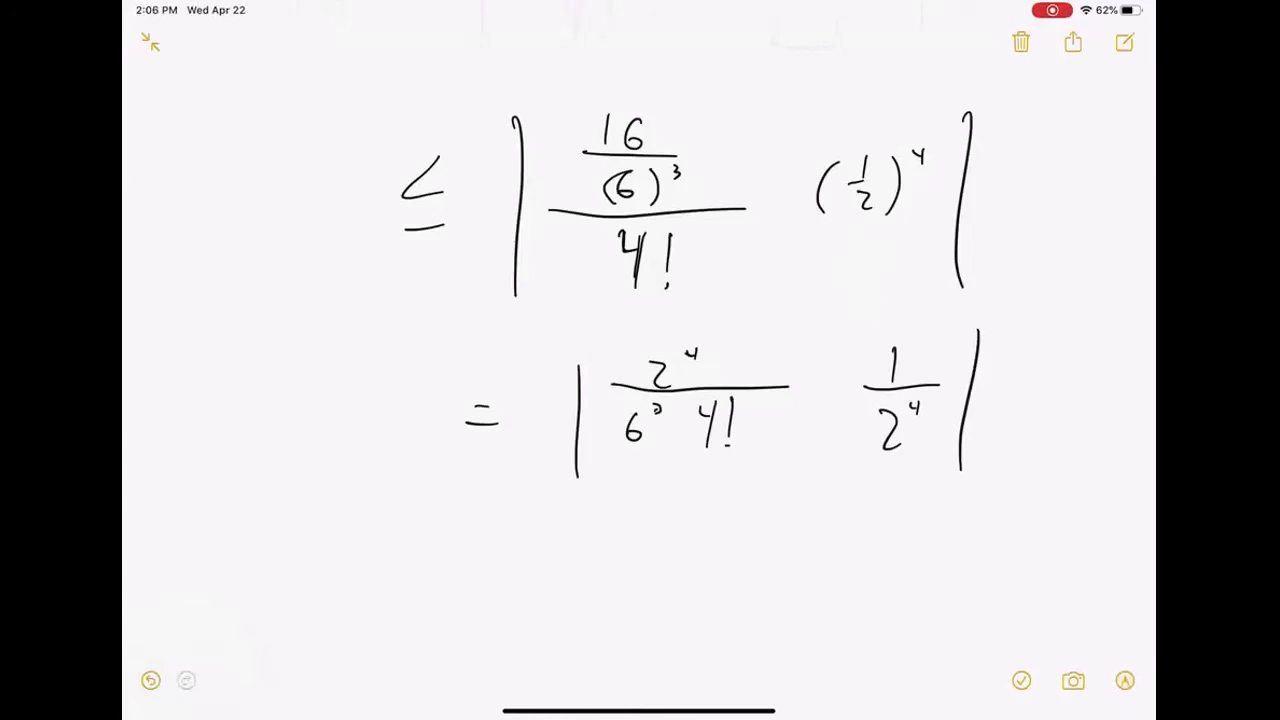 2:06 PM Wed Apr 22 62%
≤ | (16/(6)³)/4! (1/2)⁴ |
= | 2⁴/(6³ 4!) 1/2⁴ |